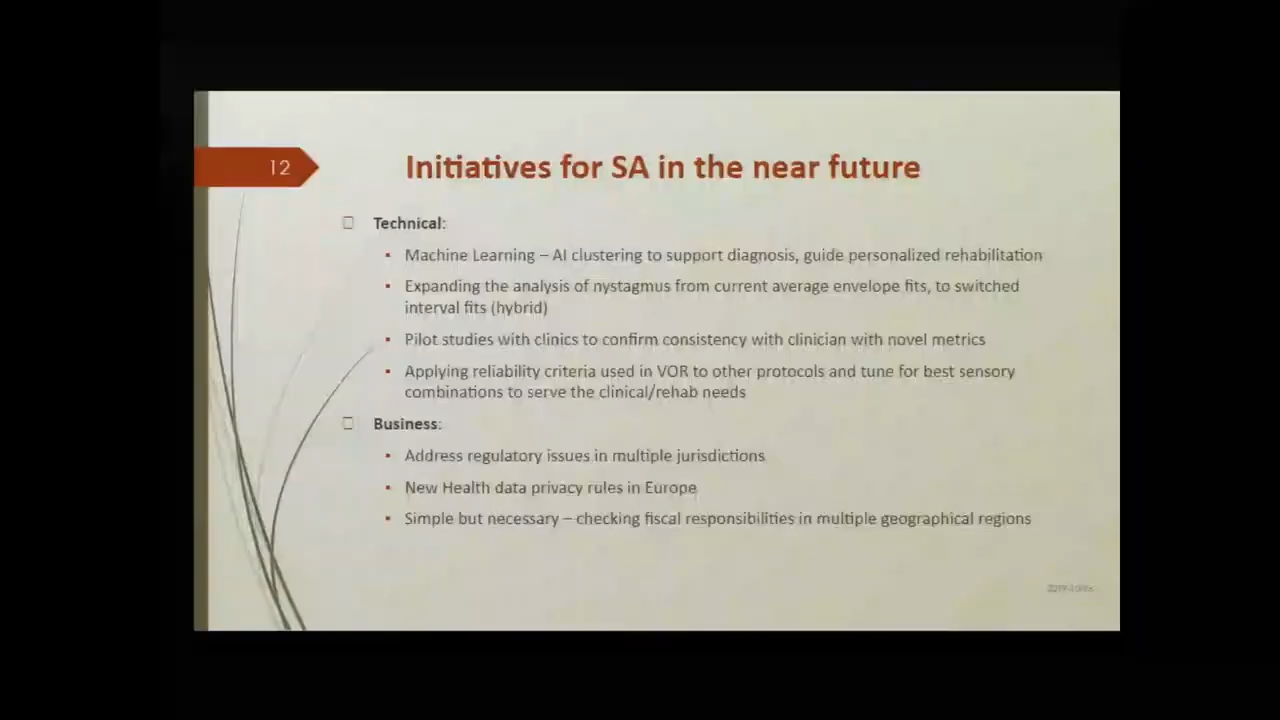 12
Initiatives for SA in the near future
Technical:
Machine Learning – AI clustering to support diagnosis, guide personalized rehabilitation
Expanding the analysis of nystagmus from current average envelope fits, to switched
interval fits (hybrid)
Pilot studies with clinics to confirm consistency with clinician with novel metrics
Applying reliability criteria used in VOR to other protocols and tune for best sensory
combinations to serve the clinical/rehab needs
Business:
Address regulatory issues in multiple jurisdictions
New Health data privacy rules in Europe
Simple but necessary – checking fiscal responsibilities in multiple geographical regions